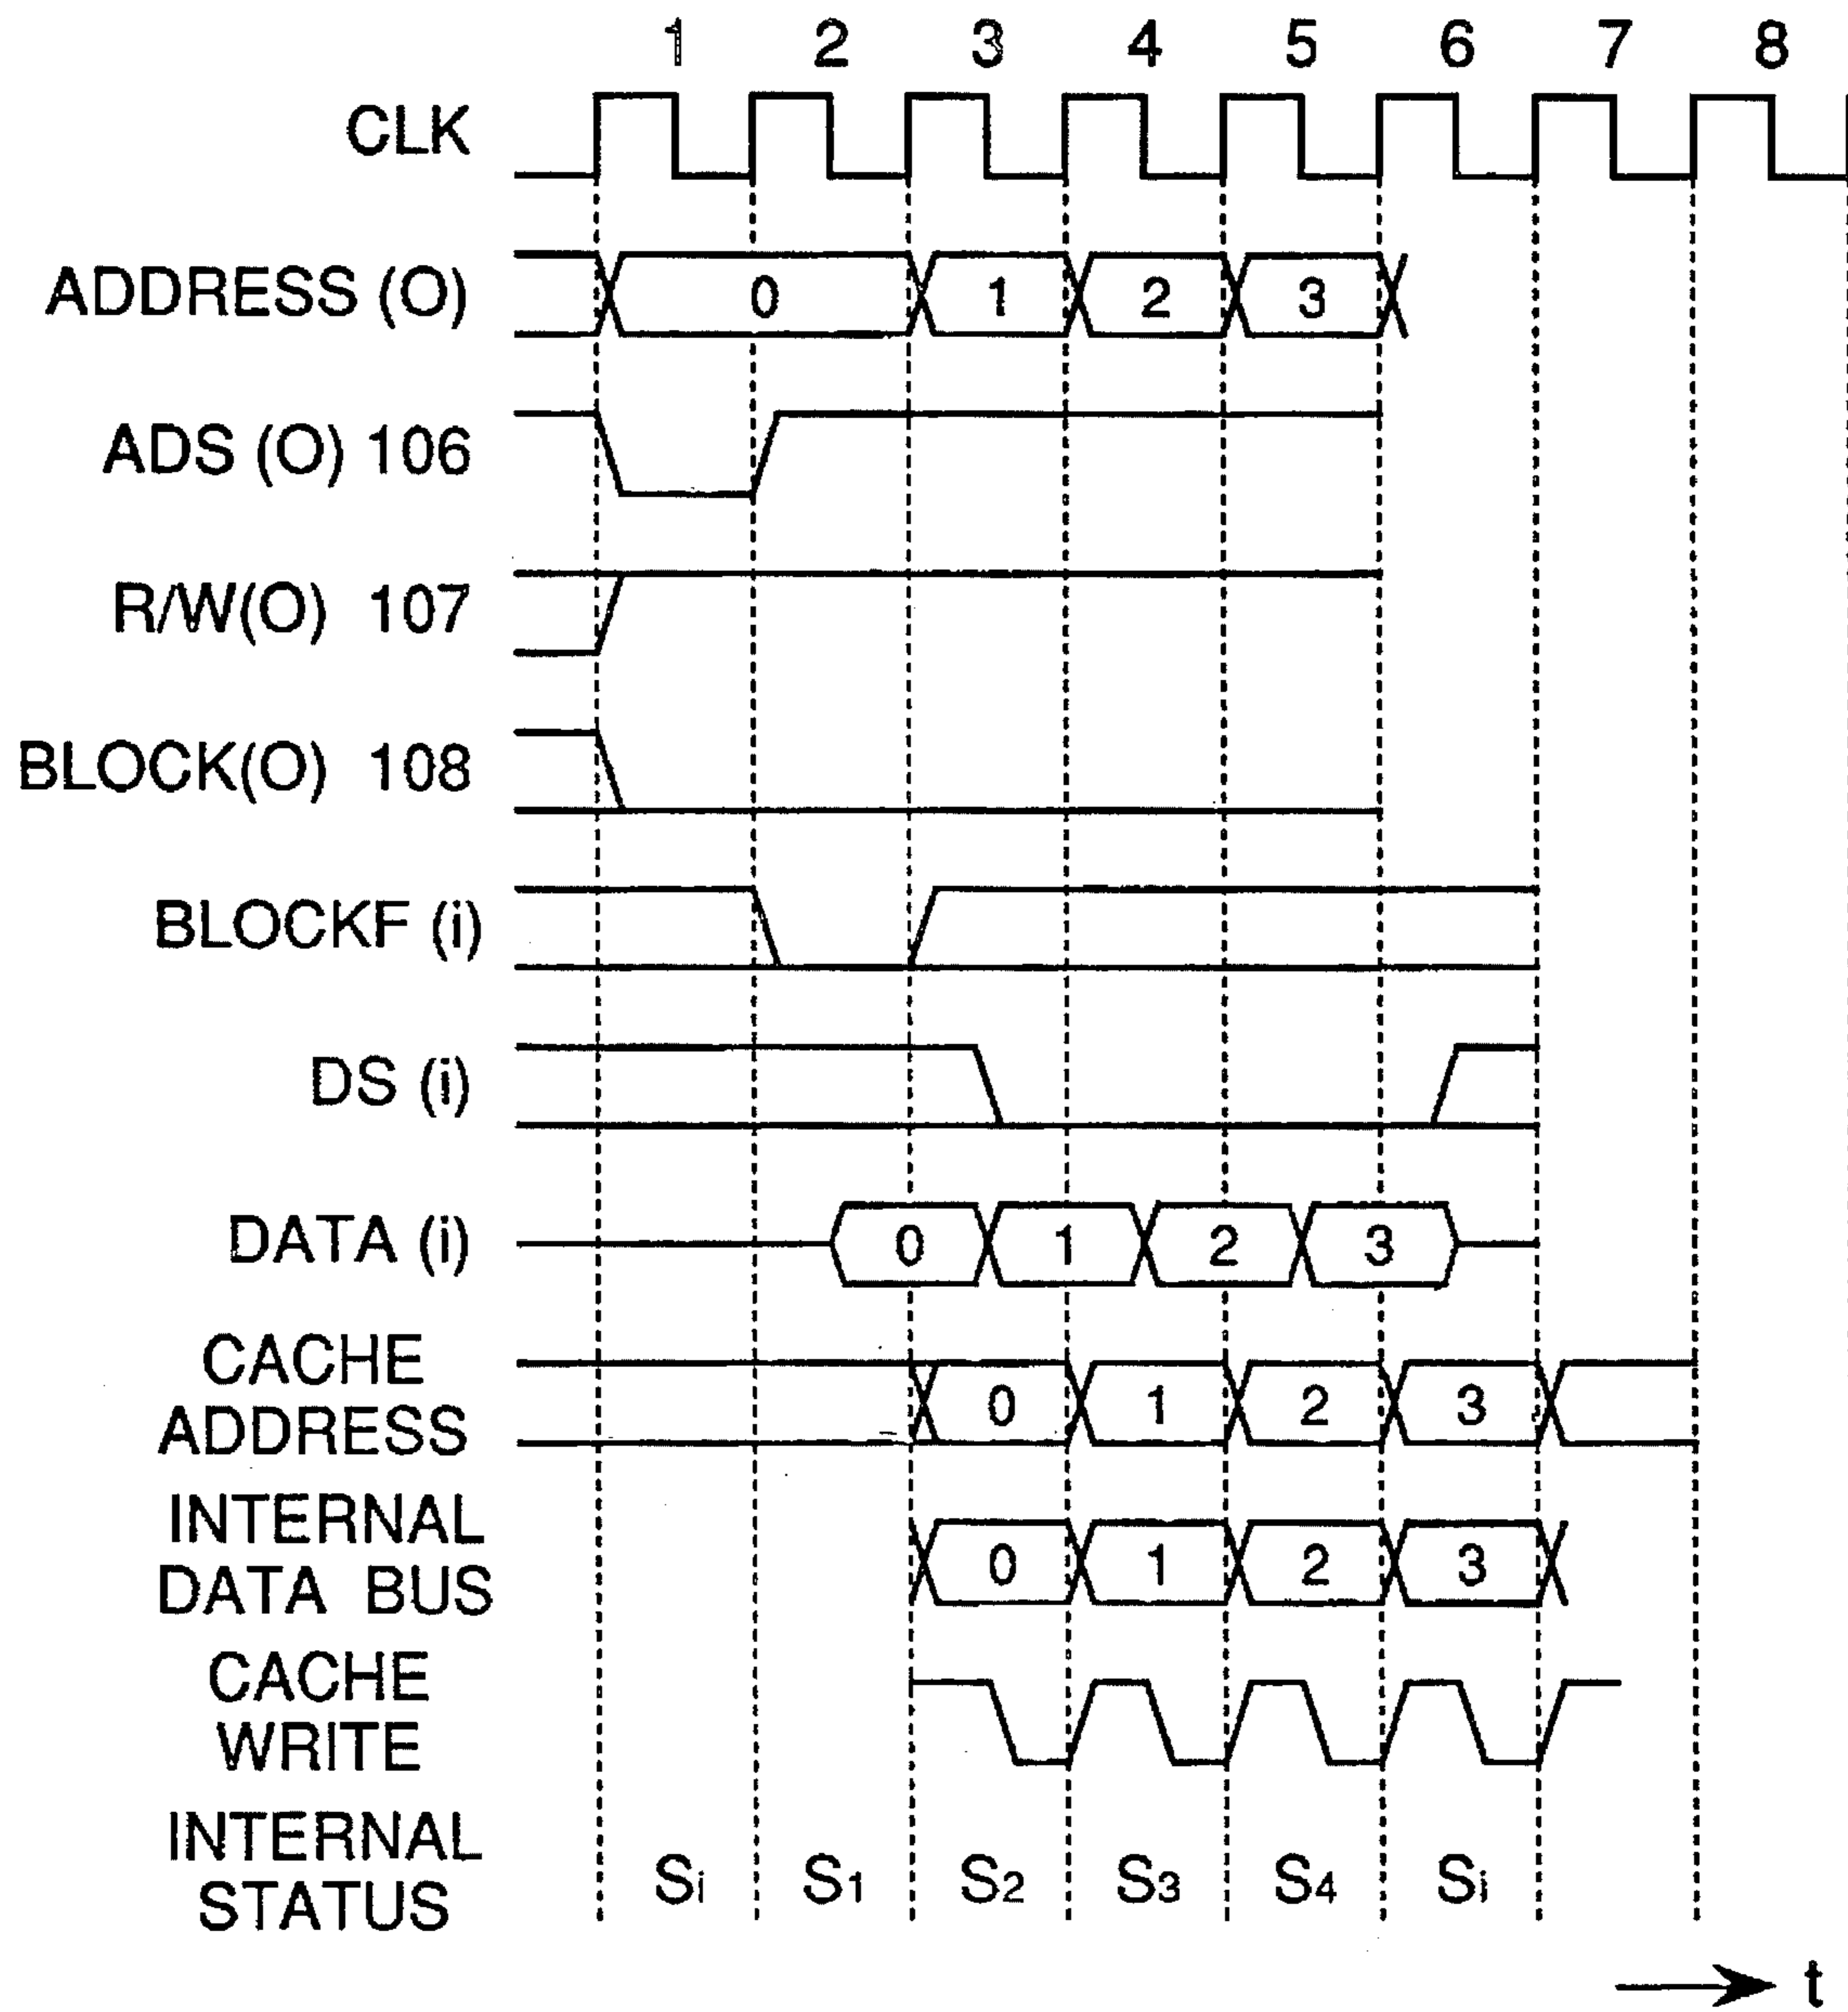 1 2 3 4 5 6 7 8
CLK
ADDRESS (O) 0 1 2 3
ADS (O) 106
R/W(O) 107
BLOCK(O) 108
BLOCKF (i)
DS (i)
DATA (i) 0 1 2 3
CACHE
ADDRESS 0 1 2 3
INTERNAL
DATA BUS 0 1 2 3
CACHE
WRITE
INTERNAL
STATUS Si S1 S2 S3 S4 Si
t